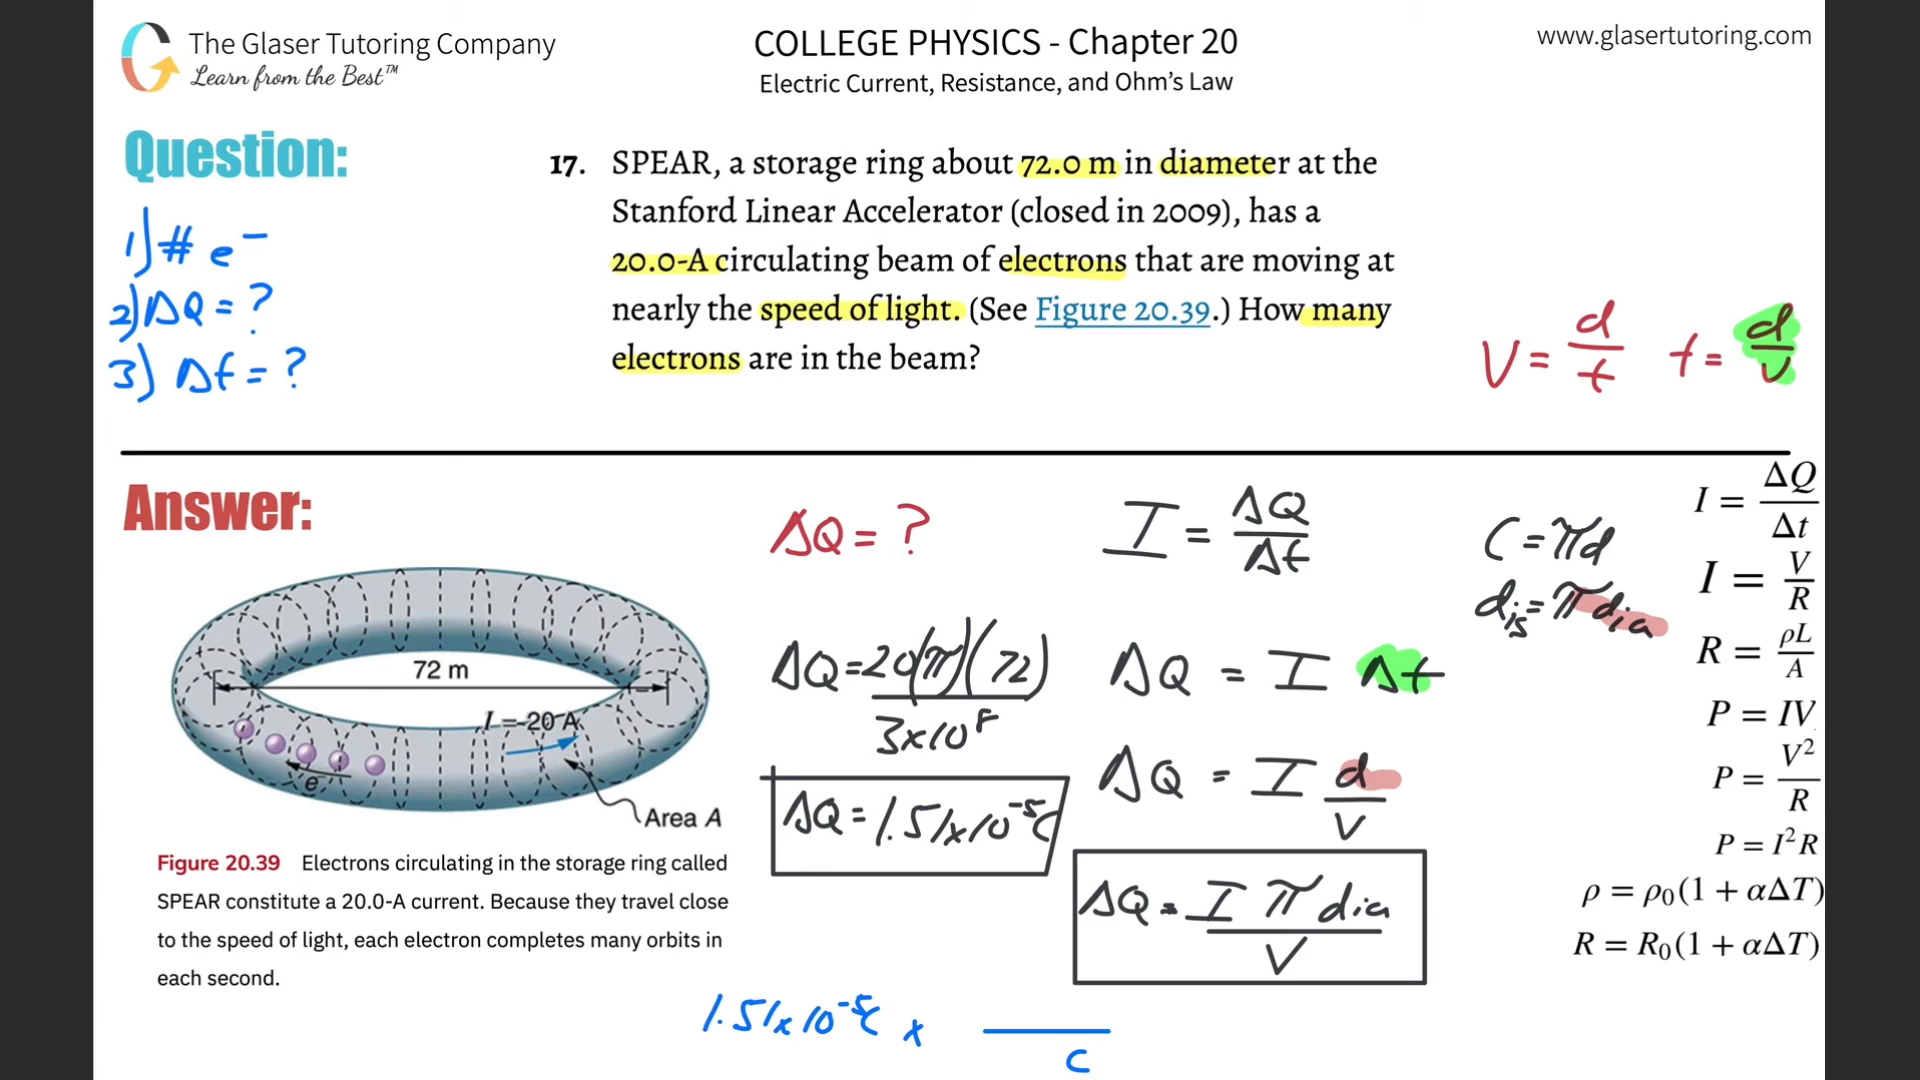 The Glaser Tutoring Company
Learn from the Best™
COLLEGE PHYSICS - Chapter 20
Electric Current, Resistance, and Ohm's Law
www.glasertutoring.com
Question:
1) # e⁻
2) ΔQ = ?
3) Δt = ?
17. SPEAR, a storage ring about 72.0 m in diameter at the
Stanford Linear Accelerator (closed in 2009), has a
20.0-A circulating beam of electrons that are moving at
nearly the speed of light. (See Figure 20.39.) How many
electrons are in the beam?
V = d/t t = d/v
Answer:
72 m
I = 20 A
e⁻
Area A
Figure 20.39 Electrons circulating in the storage ring called
SPEAR constitute a 20.0-A current. Because they travel close
to the speed of light, each electron completes many orbits in
each second.
ΔQ = ?
ΔQ = 20(π)(72) / 3x10⁸
ΔQ = 1.51x10⁻⁵C
I = ΔQ/Δt
ΔQ = I Δt
ΔQ = I d/v
ΔQ = I π dia / V
C = πd
dis = π dia
1.51x10⁻⁵C x ___ / C
I = ΔQ/Δt
I = V/R
R = ρL/A
P = IV
P = V²/R
P = I²R
ρ = ρ₀(1 + αΔT)
R = R₀(1 + αΔT)